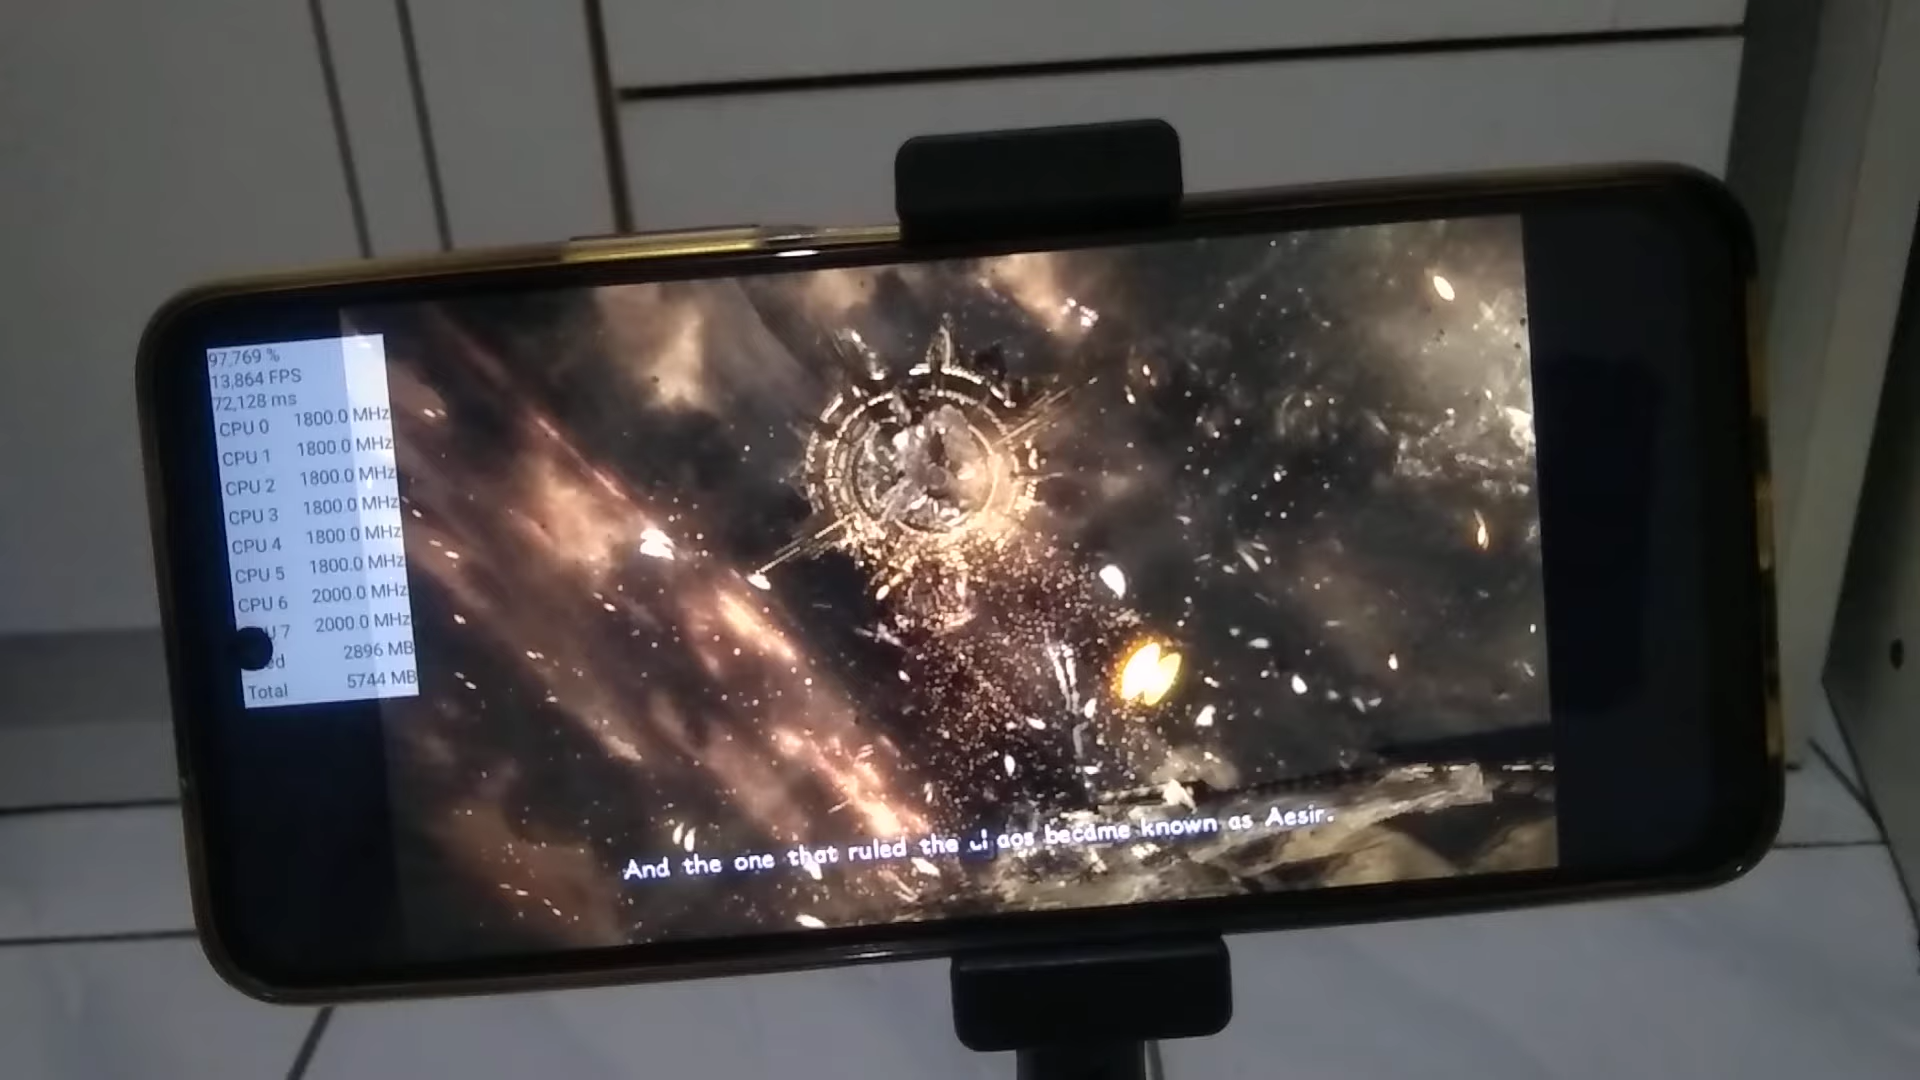 97,769 %
13,864 FPS
72,128 ms
CPU 0 1800.0 MHz
CPU 1 1800.0 MHz
CPU 2 1800.0 MHz
CPU 3 1800.0 MHz
CPU 4 1800.0 MHz
CPU 5 1800.0 MHz
CPU 6 2000.0 MHz
7 2000.0 MHz
2896 MB
Total 5744 MB
And the one that ruled the became known as Aesir.